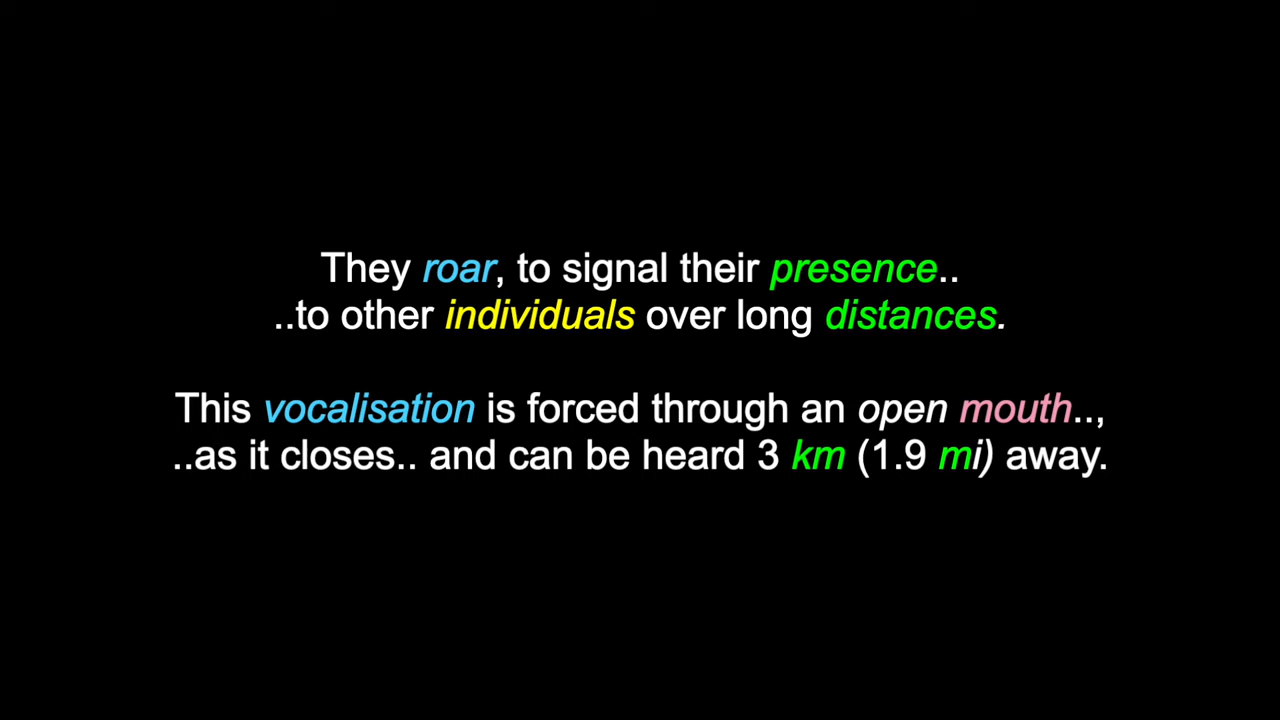 They roar, to signal their presence..
..to other individuals over long distances.
This vocalisation is forced through an open mouth..,
..as it closes.. and can be heard 3 km (1.9 mi) away.